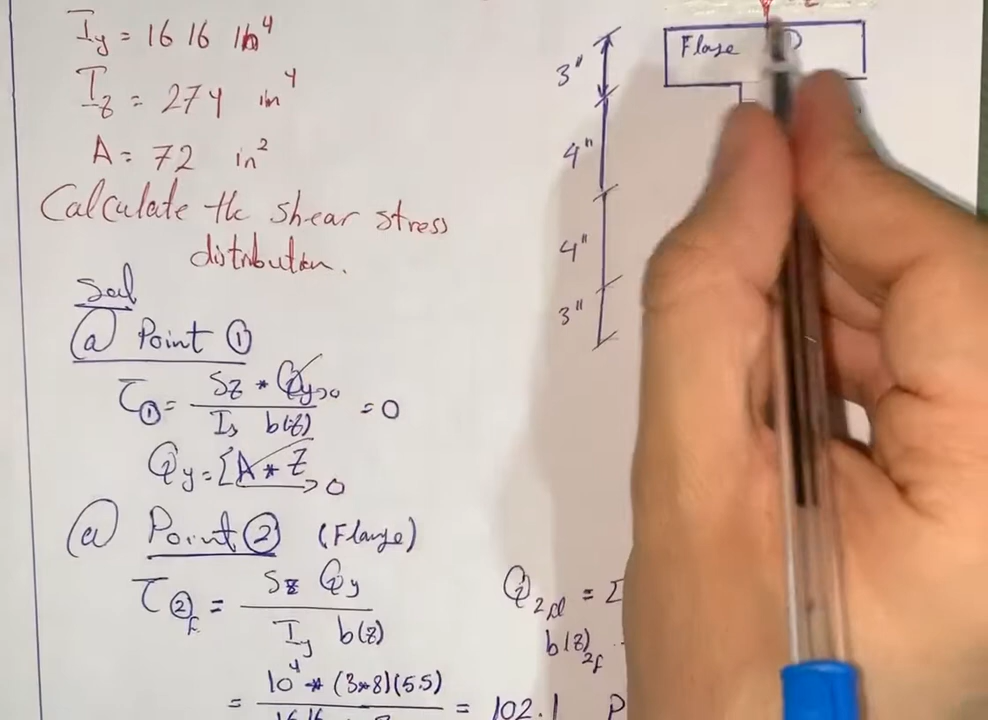 Iy = 1616 in⁴
Iz = 274 in⁴
A = 72 in²
Calculate the shear stress
distribution.
Sol
@ Point ①
τ① = Sz * Qy→0 / Iy b(z) = 0
Qy = [A * Z →0
@ Point ② (Flange)
τ②f = Sz Qy / Iy b(z)
= 10⁴ * (3*8)(5.5) / 1616 = 102.1 P
Q2fl = Σ
b(z)2f
3"
4"
4"
3"
Flange ①